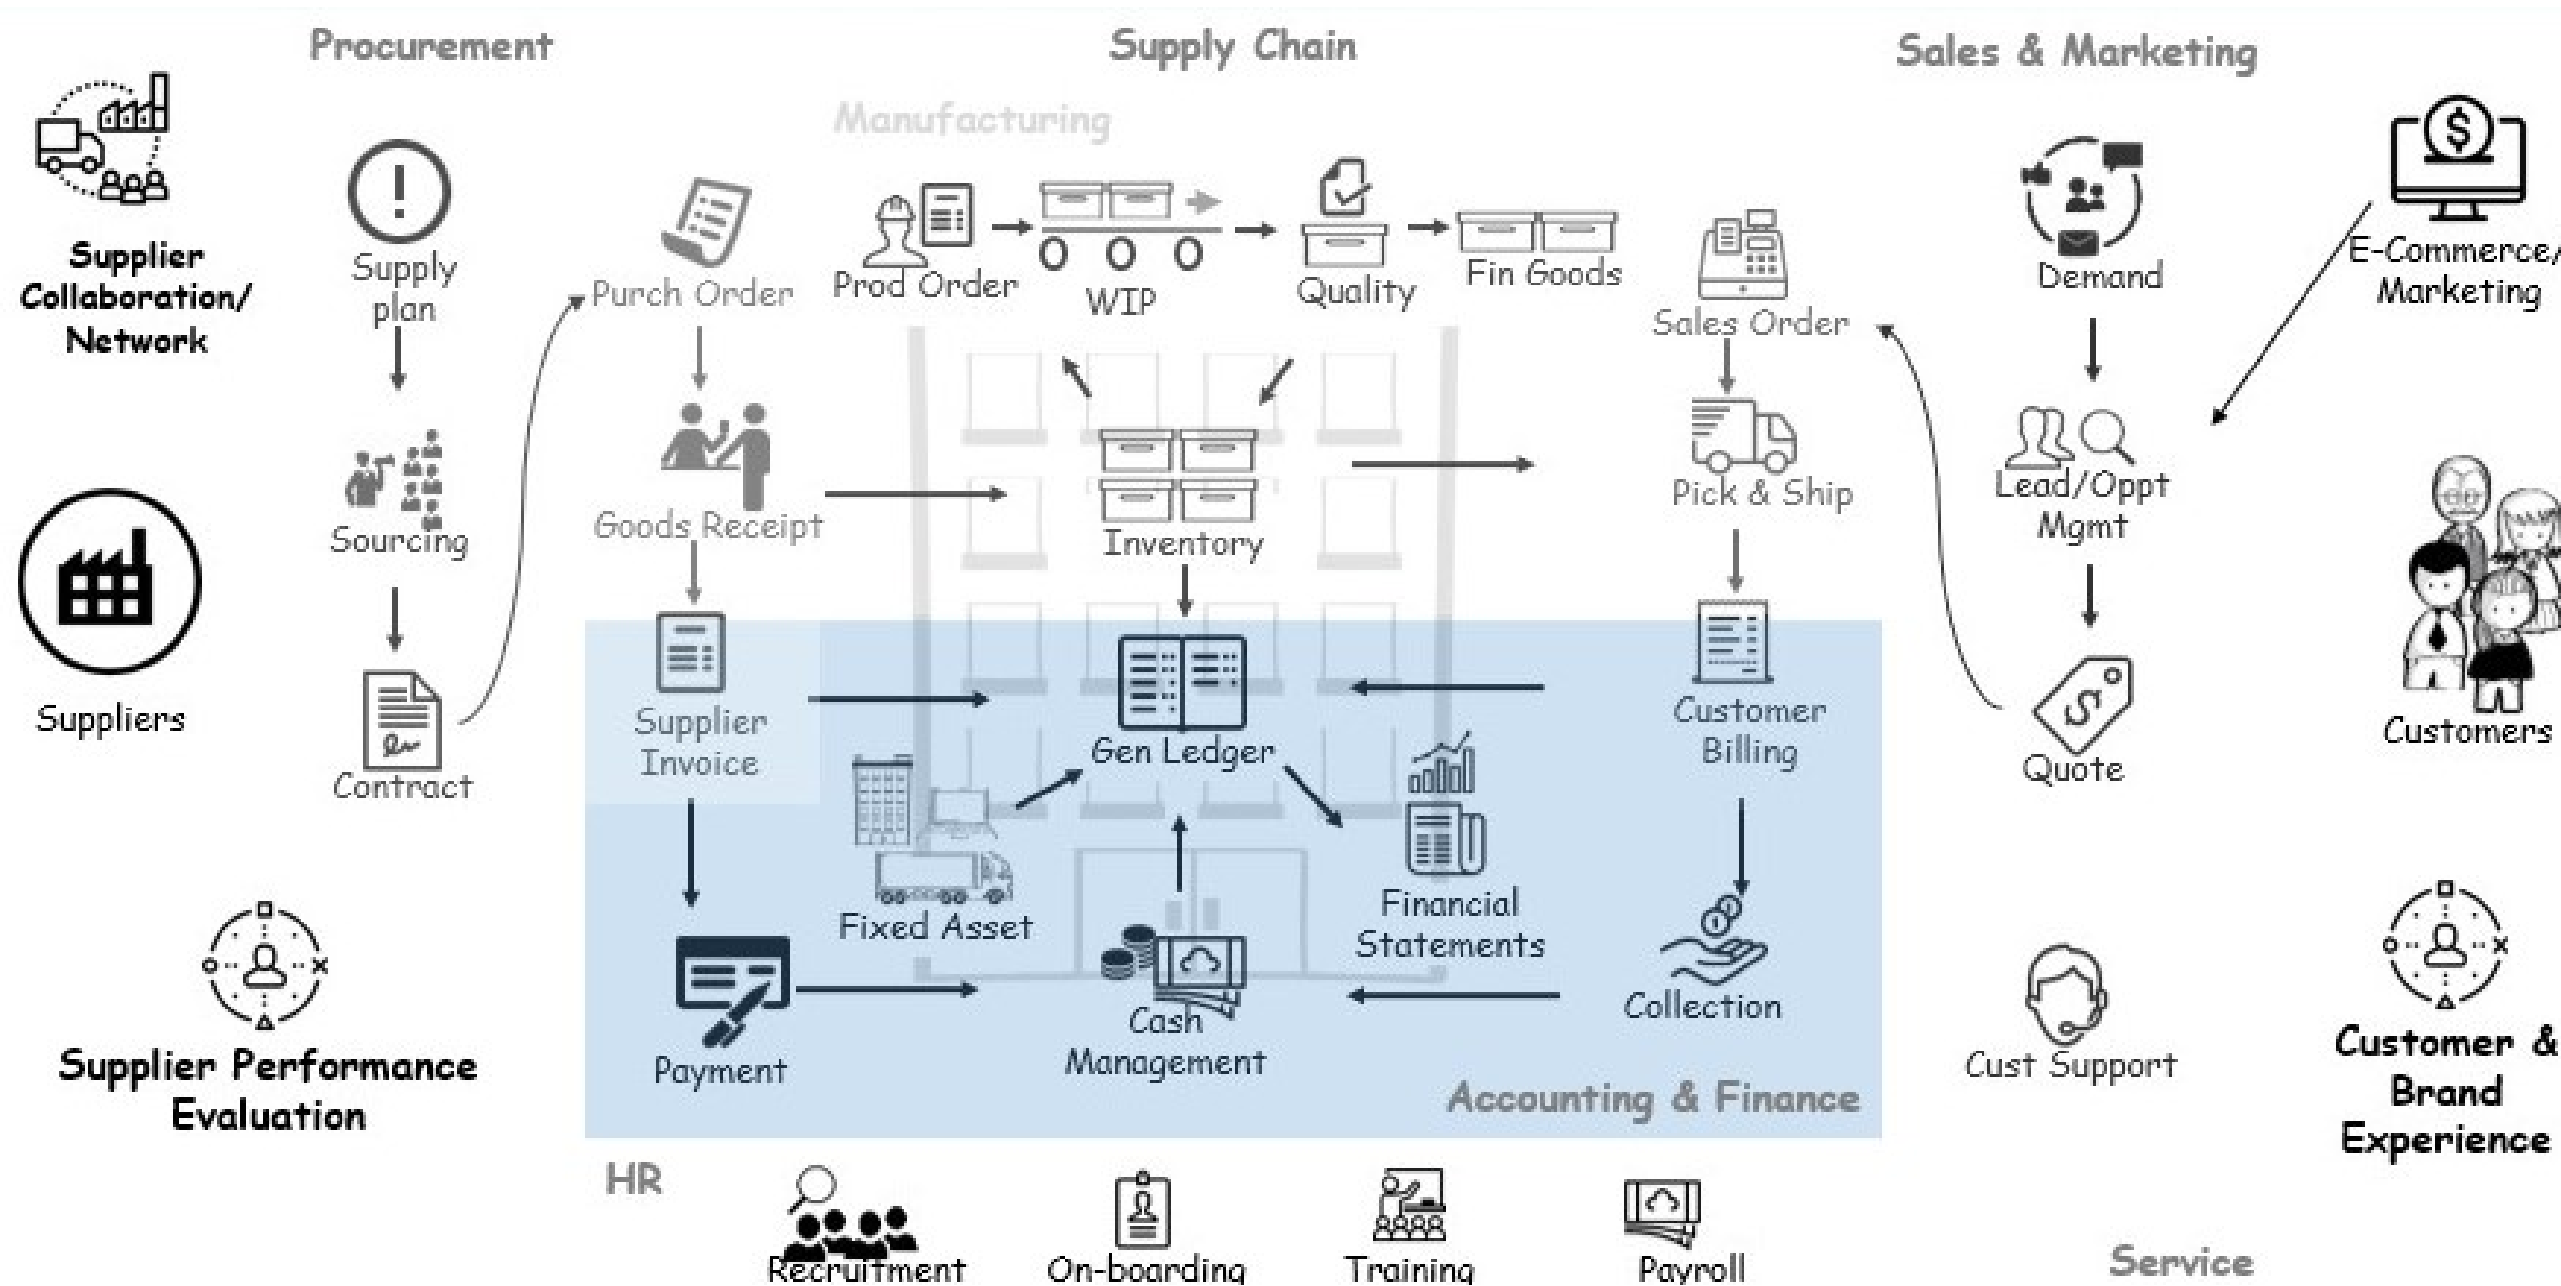 Procurement
Supply Chain
Sales & Marketing
Manufacturing
Supplier
Collaboration/
Network
Supply
plan
Purch Order
Prod Order
WIP
Quality
Fin Goods
Sales Order
Demand
E-Commerce/
Marketing
Sourcing
Goods Receipt
Inventory
Pick & Ship
Lead/Oppt
Mgmt
Suppliers
Contract
Supplier
Invoice
Gen Ledger
Customer
Billing
Quote
Customers
Fixed Asset
Financial
Statements
Payment
Cash
Management
Collection
Cust Support
Supplier Performance
Evaluation
Customer &
Brand
Experience
Accounting & Finance
HR
Recruitment
On-boarding
Training
Payroll
Service